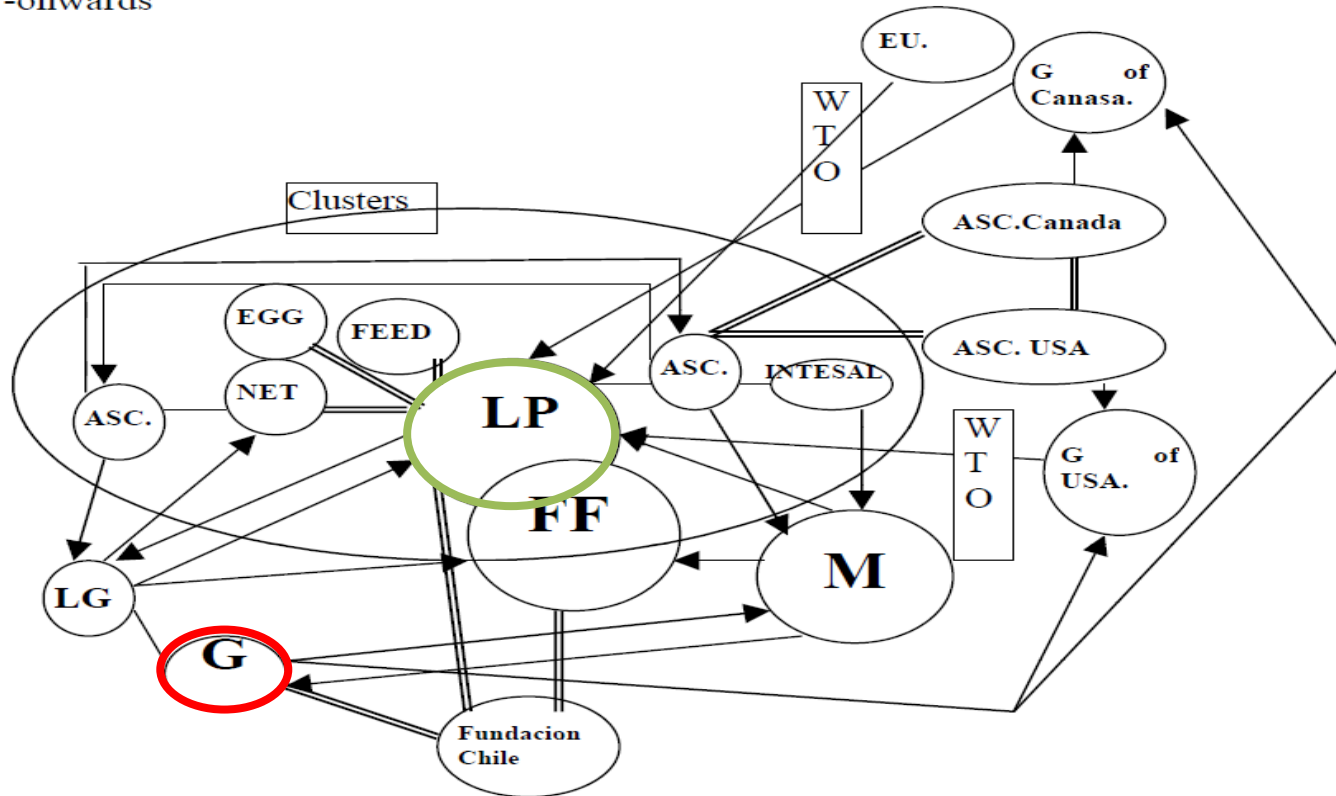 -onwards
EU.
G of
Canasa.
W
T
O
Clusters
ASC.Canada
EGG
FEED
ASC. USA
ASC.
INTESAL
NET
LP
ASC.
W
T
O
G of
USA.
FF
M
LG
G
Fundacion
Chile